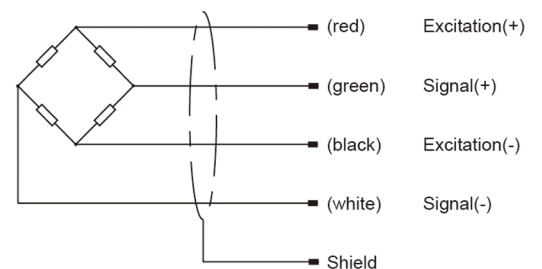 (red) Excitation(+)
(green) Signal(+)
(black) Excitation(-)
(white) Signal(-)
Shield